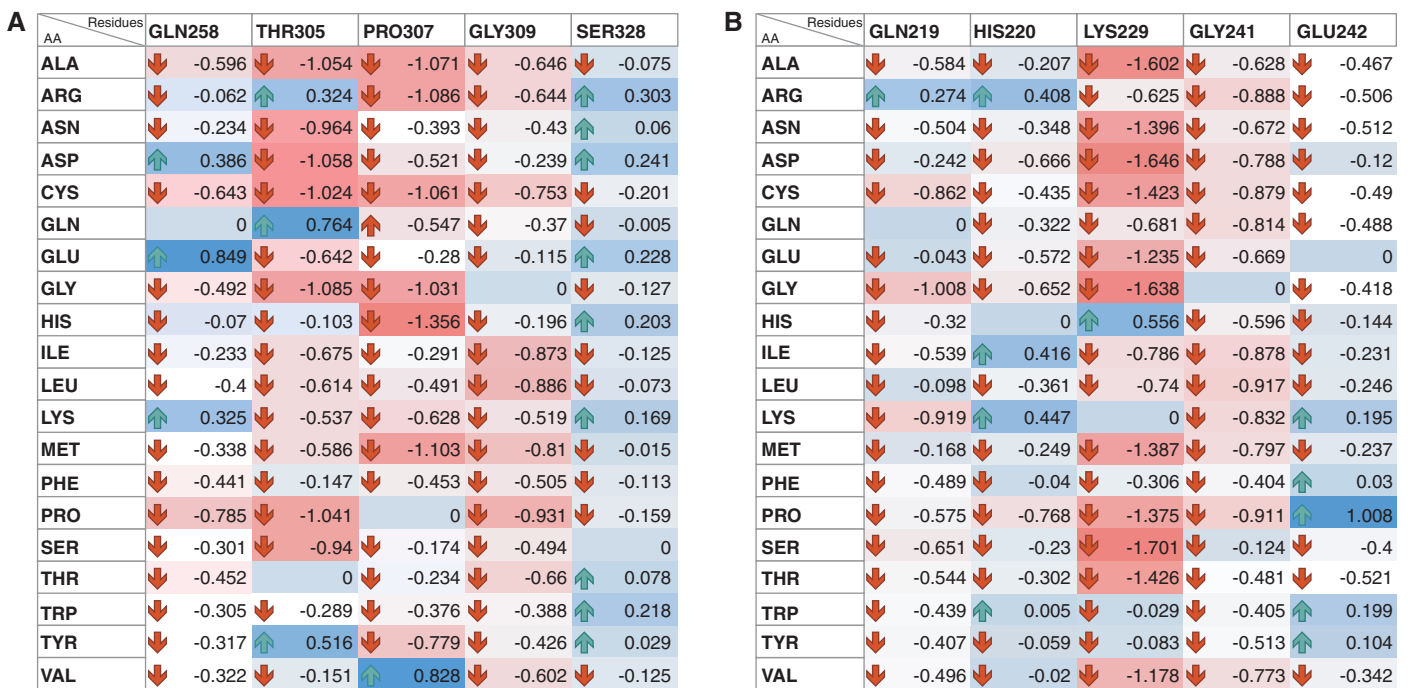 A
Residues AA GLN258 THR305 PRO307 GLY309 SER328
ALA -0.596 -1.054 -1.071 -0.646 -0.075
ARG -0.062 0.324 -1.086 -0.644 0.303
ASN -0.234 -0.964 -0.393 -0.43 0.06
ASP 0.386 -1.058 -0.521 -0.239 0.241
CYS -0.643 -1.024 -1.061 -0.753 -0.201
GLN 0 0.764 -0.547 -0.37 -0.005
GLU 0.849 -0.642 -0.28 -0.115 0.228
GLY -0.492 -1.085 -1.031 0 -0.127
HIS -0.07 -0.103 -1.356 -0.196 0.203
ILE -0.233 -0.675 -0.291 -0.873 -0.125
LEU -0.4 -0.614 -0.491 -0.886 -0.073
LYS 0.325 -0.537 -0.628 -0.519 0.169
MET -0.338 -0.586 -1.103 -0.81 -0.015
PHE -0.441 -0.147 -0.453 -0.505 -0.113
PRO -0.785 -1.041 0 -0.931 -0.159
SER -0.301 -0.94 -0.174 -0.494 0
THR -0.452 0 -0.234 -0.66 0.078
TRP -0.305 -0.289 -0.376 -0.388 0.218
TYR -0.317 0.516 -0.779 -0.426 0.029
VAL -0.322 -0.151 0.828 -0.602 -0.125
B
Residues AA GLN219 HIS220 LYS229 GLY241 GLU242
ALA -0.584 -0.207 -1.602 -0.628 -0.467
ARG 0.274 0.408 -0.625 -0.888 -0.506
ASN -0.504 -0.348 -1.396 -0.672 -0.512
ASP -0.242 -0.666 -1.646 -0.788 -0.12
CYS -0.862 -0.435 -1.423 -0.879 -0.49
GLN 0 -0.322 -0.681 -0.814 -0.488
GLU -0.043 -0.572 -1.235 -0.669 0
GLY -1.008 -0.652 -1.638 0 -0.418
HIS -0.32 0 0.556 -0.596 -0.144
ILE -0.539 0.416 -0.786 -0.878 -0.231
LEU -0.098 -0.361 -0.74 -0.917 -0.246
LYS -0.919 0.447 0 -0.832 0.195
MET -0.168 -0.249 -1.387 -0.797 -0.237
PHE -0.489 -0.04 -0.306 -0.404 0.03
PRO -0.575 -0.768 -1.375 -0.911 1.008
SER -0.651 -0.23 -1.701 -0.124 -0.4
THR -0.544 -0.302 -1.426 -0.481 -0.521
TRP -0.439 0.005 -0.029 -0.405 0.199
TYR -0.407 -0.059 -0.083 -0.513 0.104
VAL -0.496 -0.02 -1.178 -0.773 -0.342